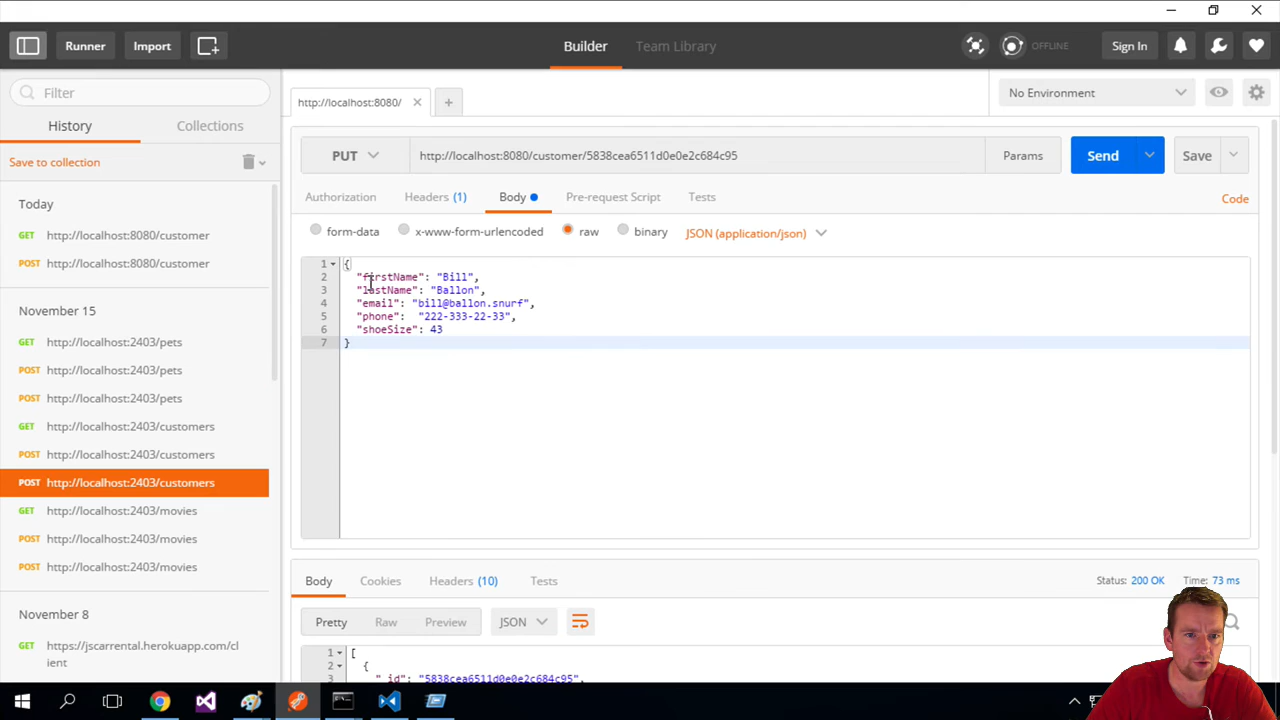 Runner
Import
Builder
Team Library
OFFLINE
Sign In
Filter
History
Collections
Save to collection
Today
GET http://localhost:8080/customer
POST http://localhost:8080/customer
November 15
GET http://localhost:2403/pets
POST http://localhost:2403/pets
POST http://localhost:2403/pets
GET http://localhost:2403/customers
POST http://localhost:2403/customers
POST http://localhost:2403/customers
GET http://localhost:2403/movies
POST http://localhost:2403/movies
POST http://localhost:2403/movies
November 8
GET https://jscarrental.herokuapp.com/cl
ient
http://localhost:8080/
No Environment
PUT http://localhost:8080/customer/5838cea6511d0e0e2c684c95 Params Send Save
Authorization Headers (1) Body Pre-request Script Tests Code
form-data x-www-form-urlencoded raw binary JSON (application/json)
1 {
2 "firstName": "Bill",
3 "lastName": "Ballon",
4 "email": "bill@ballon.snurf",
5 "phone": "222-333-22-33",
6 "shoeSize": 43
7 }
Body Cookies Headers (10) Tests Status: 200 OK Time: 73 ms
Pretty Raw Preview JSON
1 [
2 {
3 "_id": "5838cea6511d0e0e2c684c95",